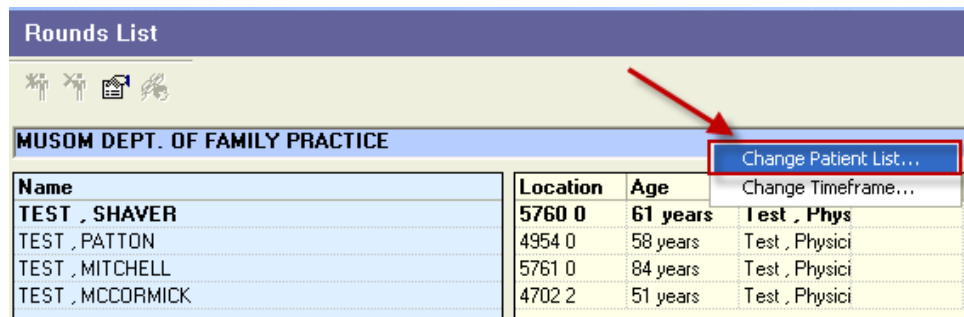 Rounds List
MUSOM DEPT. OF FAMILY PRACTICE
Change Patient List...
Change Timeframe...
Name Location Age
TEST , SHAVER 5760 0 61 years Test , Phys
TEST , PATTON 4954 0 58 years Test , Physici
TEST , MITCHELL 5761 0 84 years Test , Physici
TEST , MCCORMICK 4702 2 51 years Test , Physici